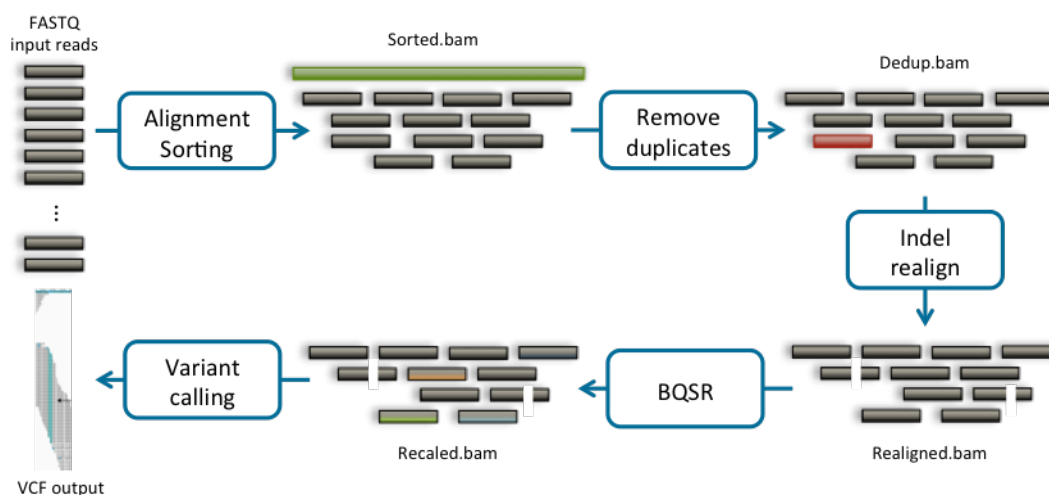 FASTQ
input reads
Alignment
Sorting
Sorted.bam
Remove
duplicates
Dedup.bam
Indel
realign
Realigned.bam
BQSR
Recaled.bam
Variant
calling
VCF output